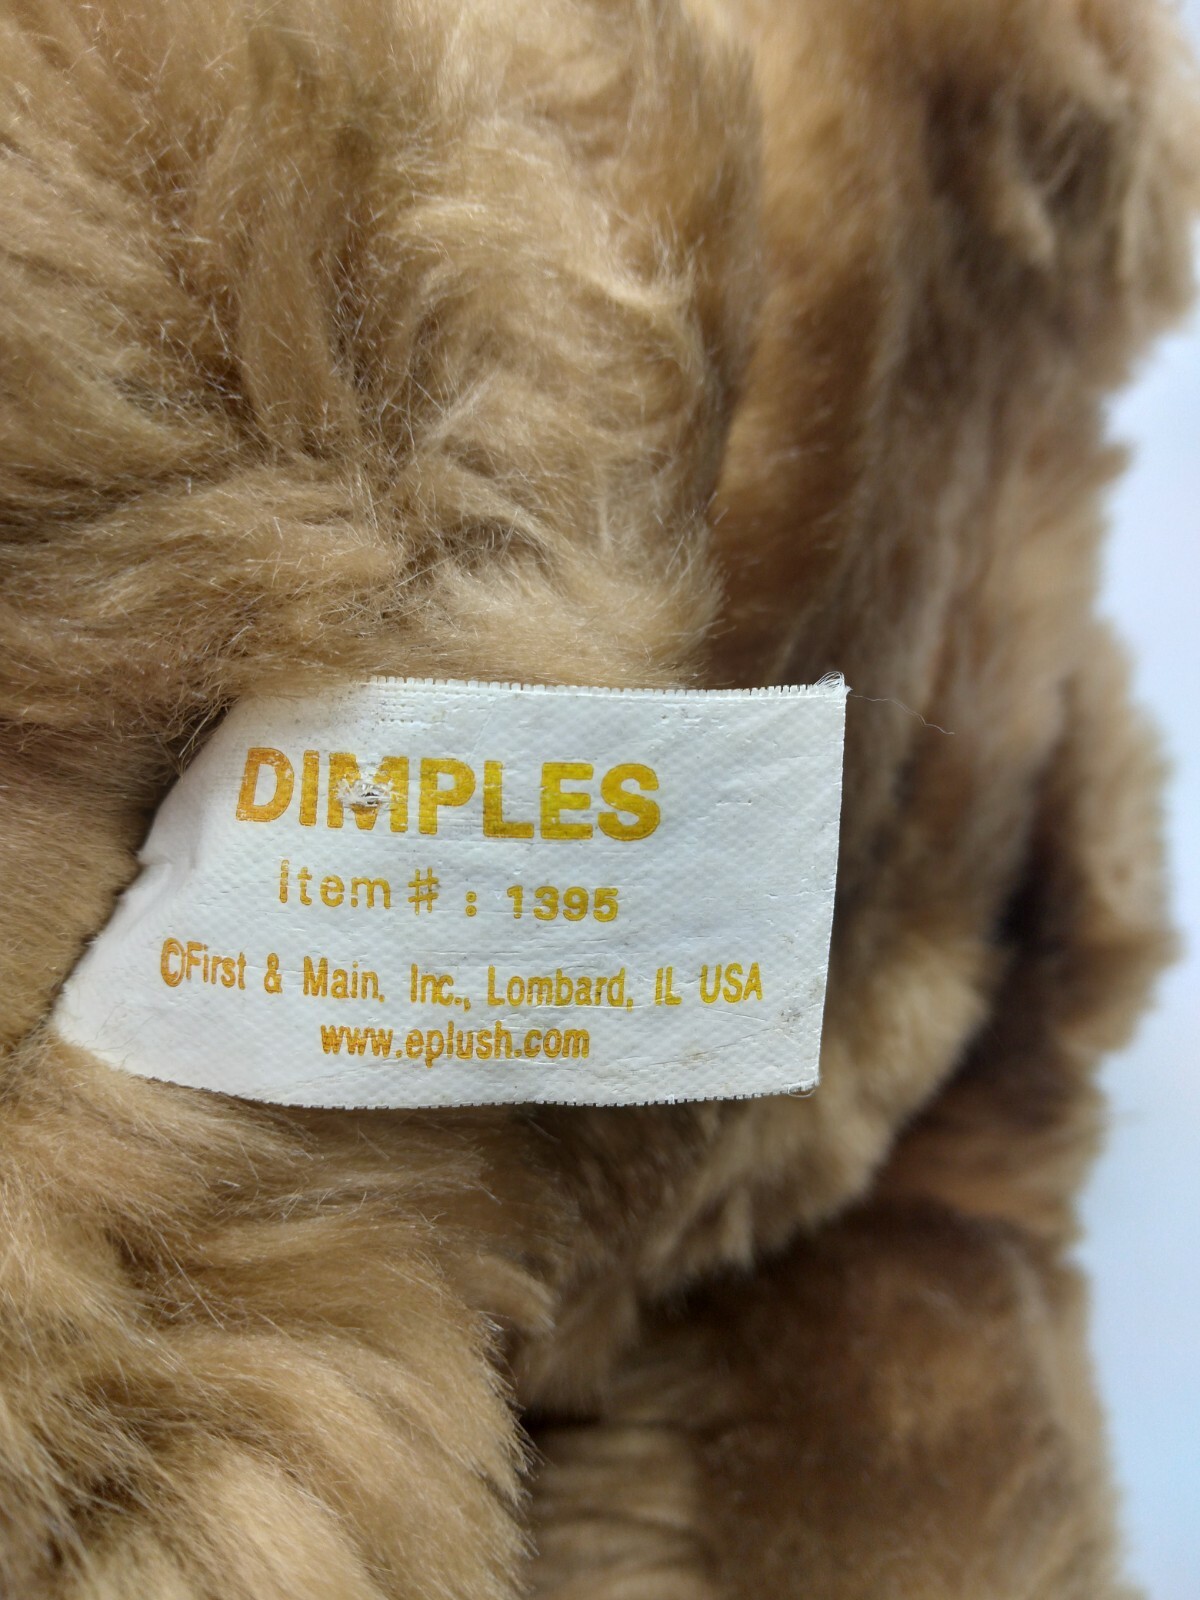 DIMPLES
Item # : 1395
©First & Main, Inc., Lombard, IL USA
www.eplush.com